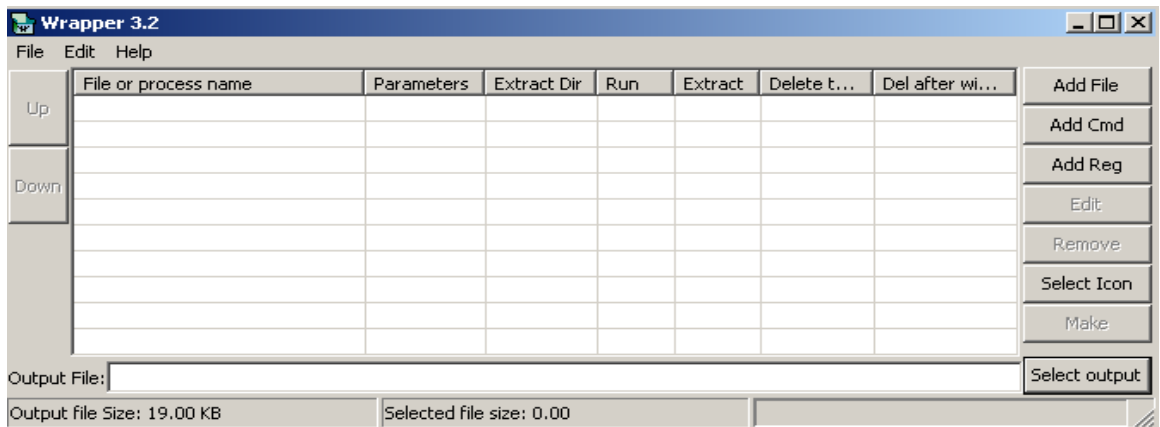 Wrapper 3.2
File Edit Help
File or process name Parameters Extract Dir Run Extract Delete t... Del after wi...
Up
Down
Add File
Add Cmd
Add Reg
Edit
Remove
Select Icon
Make
Output File: Select output
Output file Size: 19.00 KB Selected file size: 0.00